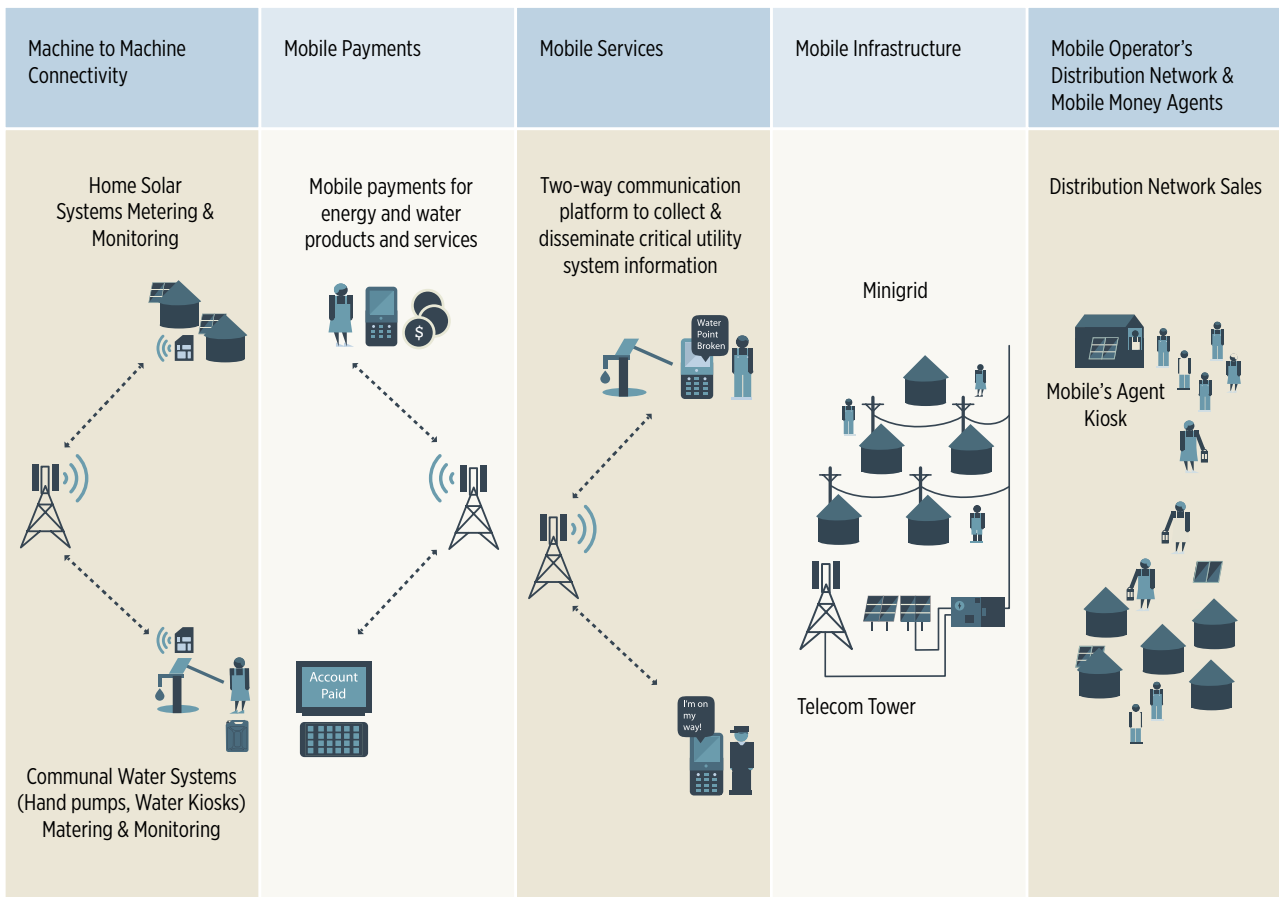 Machine to Machine
Connectivity
Mobile Payments
Mobile Services
Mobile Infrastructure
Mobile Operator's
Distribution Network &
Mobile Money Agents
Home Solar
Systems Metering &
Monitoring
Communal Water Systems
(Hand pumps, Water Kiosks)
Matering & Monitoring
Mobile payments for
energy and water
products and services
$
Account
Paid
Two-way communication
platform to collect &
disseminate critical utility
system information
Water
Point
Broken
I'm on
my
way!
Minigrid
Telecom Tower
Distribution Network Sales
Mobile's Agent
Kiosk